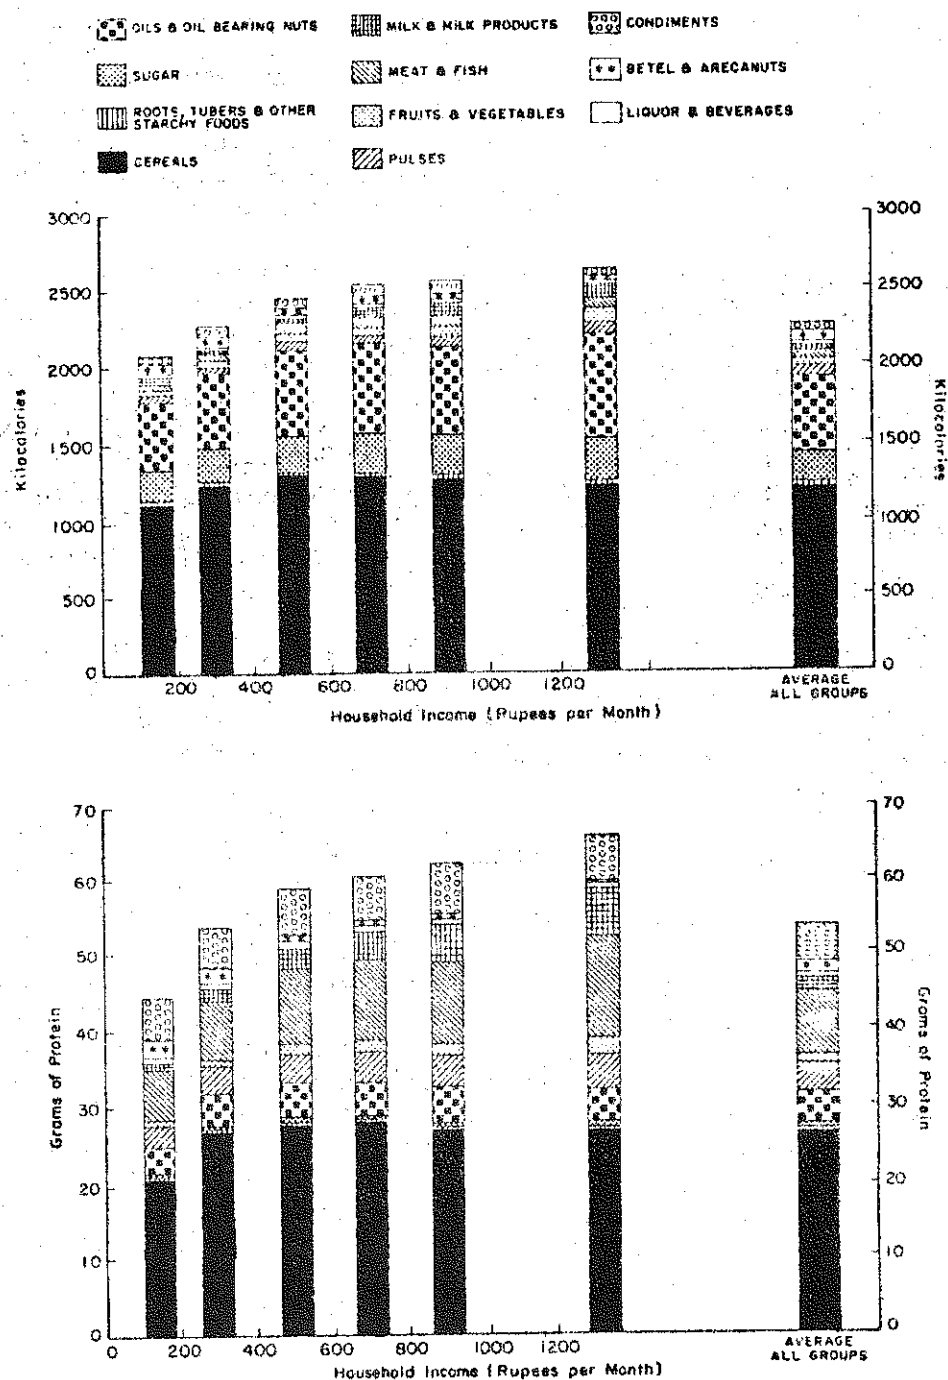 OILS & OIL BEARING NUTS
SUGAR
ROOTS, TUBERS & OTHER
STARCHY FOODS
CEREALS
MILK & MILK PRODUCTS
MEAT & FISH
FRUITS & VEGETABLES
PULSES
CONDIMENTS
BETEL & ARECANUTS
LIQUOR & BEVERAGES
3000
2500
2000
1500
1000
500
0
Kilocalories
3000
2500
2000
1500
1000
500
0
Kilocalories
200 400 600 800 1000 1200
AVERAGE
ALL GROUPS
Household Income (Rupees per Month)
70
60
50
40
30
20
10
0
Grams of Protein
70
60
50
40
30
20
10
0
Grams of Protein
0 200 400 600 800 1000 1200
AVERAGE
ALL GROUPS
Household Income (Rupees per Month)